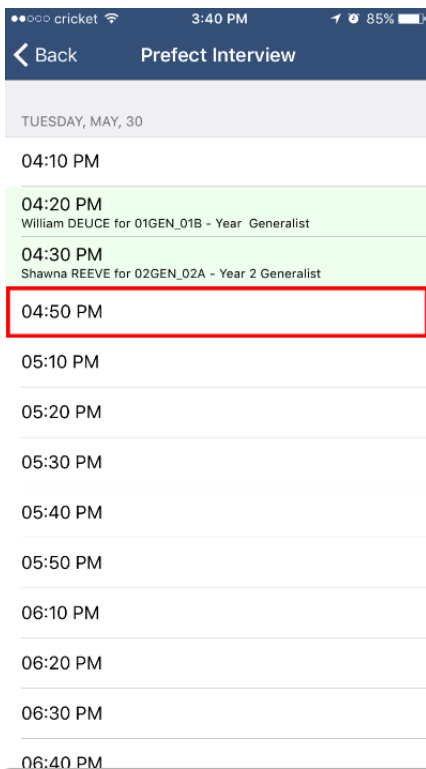 cricket 3:40 PM 85%
Back Prefect Interview
TUESDAY, MAY, 30
04:10 PM
04:20 PM
William DEUCE for 01GEN_01B - Year  Generalist
04:30 PM
Shawna REEVE for 02GEN_02A - Year 2 Generalist
04:50 PM
05:10 PM
05:20 PM
05:30 PM
05:40 PM
05:50 PM
06:10 PM
06:20 PM
06:30 PM
06:40 PM